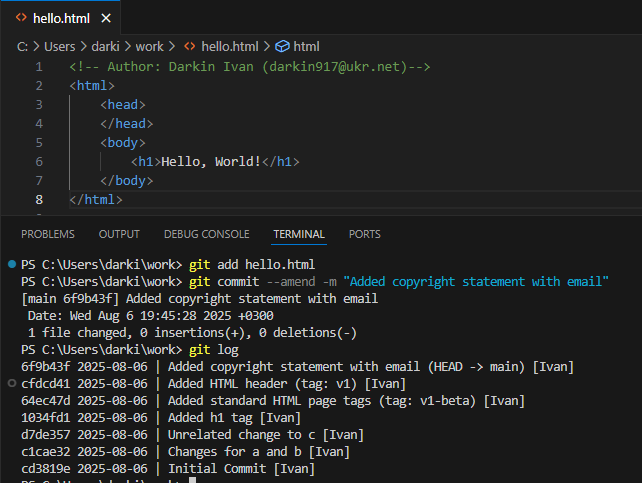 hello.html
C: > Users > darki > work > hello.html > html
1 <!-- Author: Darkin Ivan (darkin917@ukr.net)-->
2 <html>
3 <head>
4 </head>
5 <body>
6 <h1>Hello, World!</h1>
7 </body>
8 </html>
PROBLEMS OUTPUT DEBUG CONSOLE TERMINAL PORTS
PS C:\Users\darki\work> git add hello.html
PS C:\Users\darki\work> git commit --amend -m "Added copyright statement with email"
[main 6f9b43f] Added copyright statement with email
Date: Wed Aug 6 19:45:28 2025 +0300
1 file changed, 0 insertions(+), 0 deletions(-)
PS C:\Users\darki\work> git log
6f9b43f 2025-08-06 | Added copyright statement with email (HEAD -> main) [Ivan]
cfdcd41 2025-08-06 | Added HTML header (tag: v1) [Ivan]
64ec47d 2025-08-06 | Added standard HTML page tags (tag: v1-beta) [Ivan]
1034fd1 2025-08-06 | Added h1 tag [Ivan]
d7de357 2025-08-06 | Unrelated change to c [Ivan]
c1cae32 2025-08-06 | Changes for a and b [Ivan]
cd3819e 2025-08-06 | Initial Commit [Ivan]